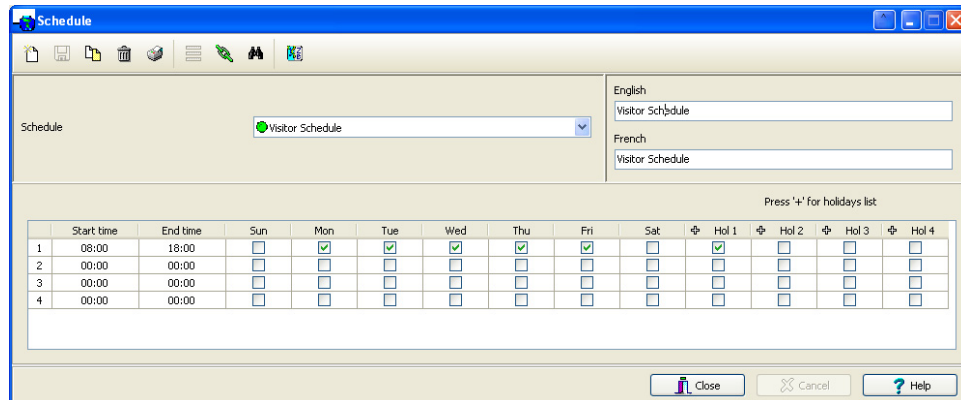 Schedule
English
Visitor Schedule
Schedule
Visitor Schedule
French
Visitor Schedule
Press '+' for holidays list
Start time End time Sun Mon Tue Wed Thu Fri Sat Hol 1 Hol 2 Hol 3 Hol 4
1 08:00 18:00
2 00:00 00:00
3 00:00 00:00
4 00:00 00:00
Close Cancel Help